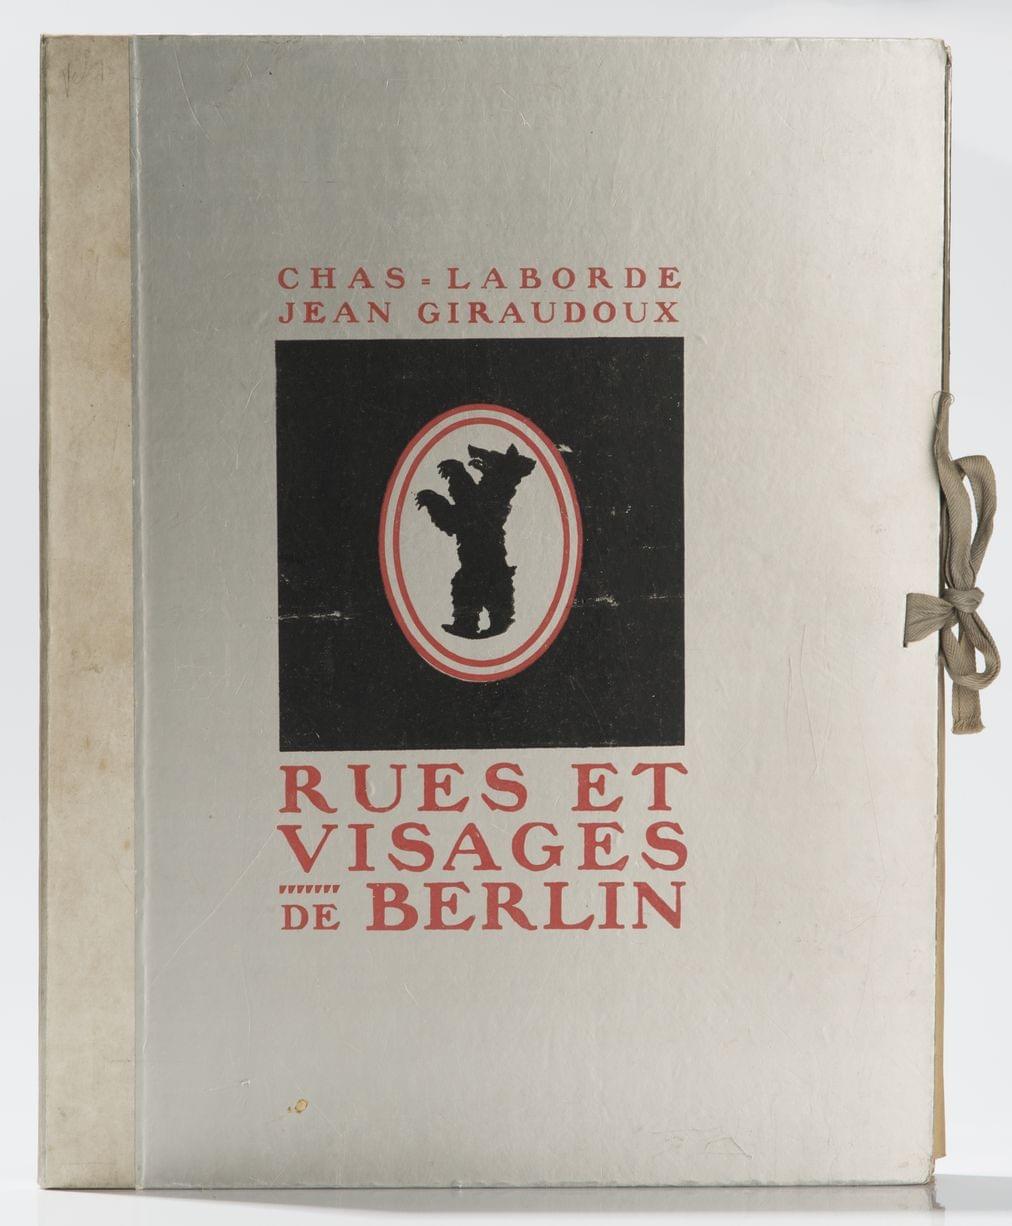 CHAS=LABORDE
JEAN GIRAUDOUX
RUES ET
VISAGES
DE BERLIN